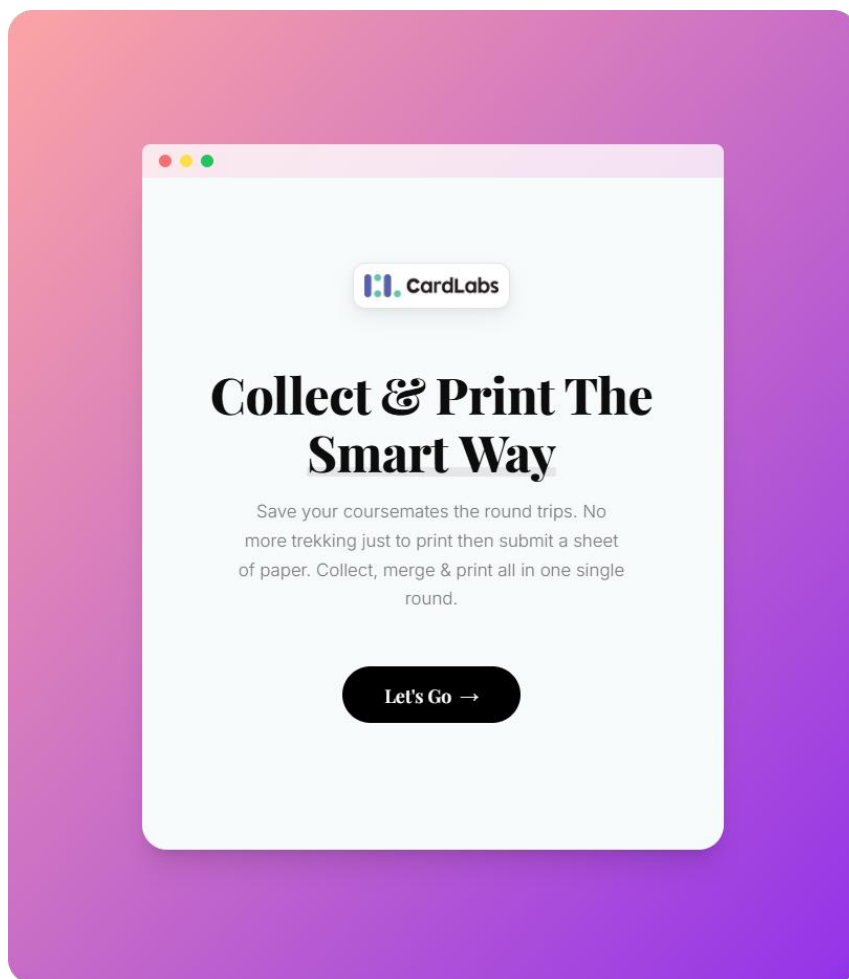 CardLabs
Collect & Print The
Smart Way
Save your coursemates the round trips. No
more trekking just to print then submit a sheet
of paper. Collect, merge & print all in one single
round.
Let's Go →